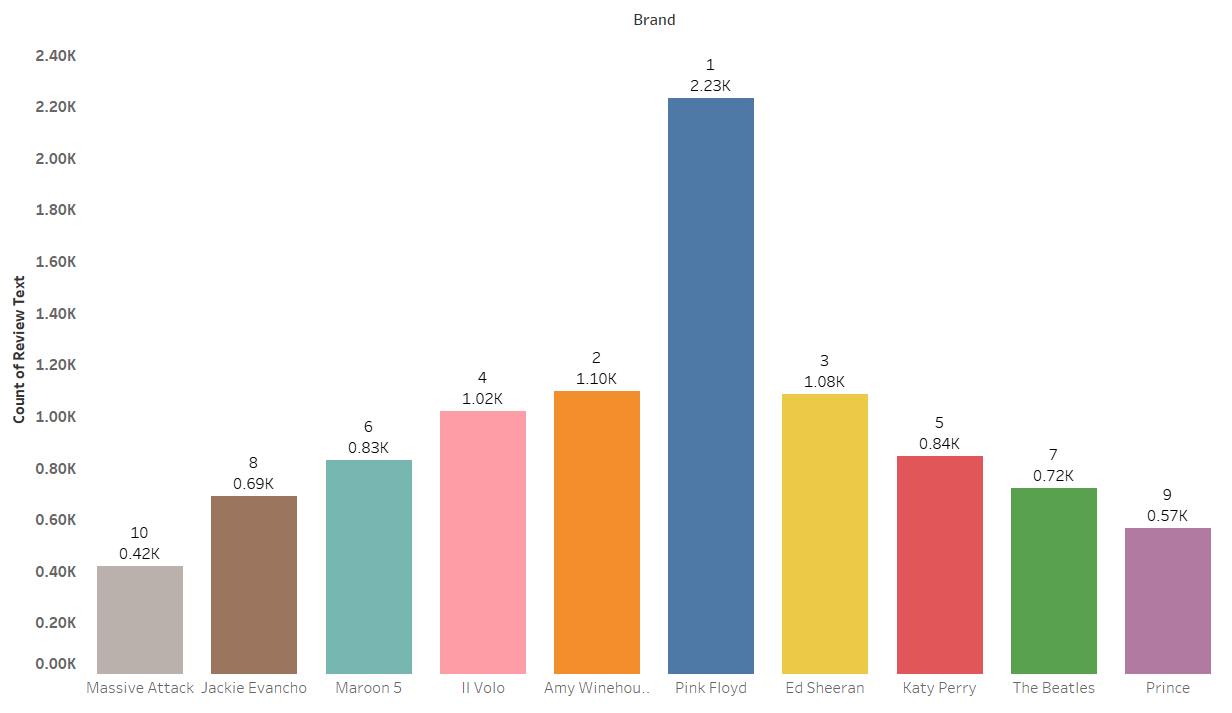 Brand
2.40K
2.20K
2.00K
1.80K
1.60K
1.40K
1.20K
1.00K
0.80K
0.60K
0.40K
0.20K
0.00K
Count of Review Text
10
0.42K
8
0.69K
6
0.83K
4
1.02K
2
1.10K
1
2.23K
3
1.08K
5
0.84K
7
0.72K
9
0.57K
Massive Attack
Jackie Evancho
Maroon 5
Il Volo
Amy Winehou..
Pink Floyd
Ed Sheeran
Katy Perry
The Beatles
Prince